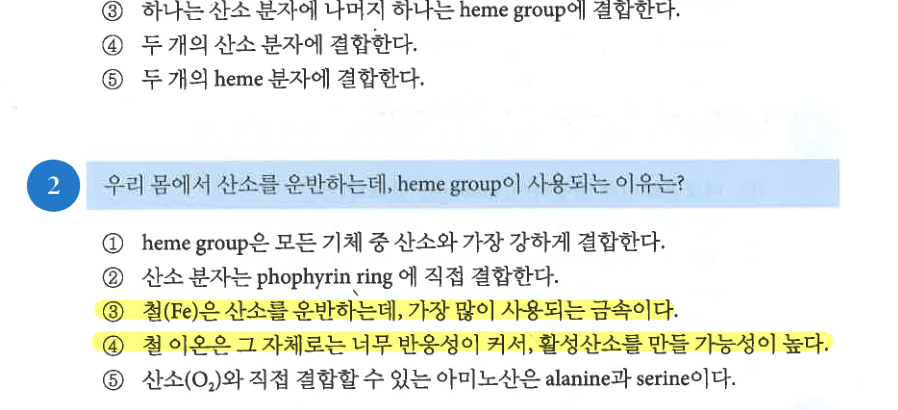 ③ 하나는 산소 분자에 나머지 하나는 heme group에 결합한다.
④ 두 개의 산소 분자에 결합한다.
⑤ 두 개의 heme 분자에 결합한다.
2 우리 몸에서 산소를 운반하는데, heme group이 사용되는 이유는?
① heme group은 모든 기체 중 산소와 가장 강하게 결합한다.
② 산소 분자는 phophyrin ring 에 직접 결합한다.
③ 철(Fe)은 산소를 운반하는데, 가장 많이 사용되는 금속이다.
④ 철 이온은 그 자체로는 너무 반응성이 커서, 활성산소를 만들 가능성이 높다.
⑤ 산소(O₂)와 직접 결합할 수 있는 아미노산은 alanine과 serine이다.